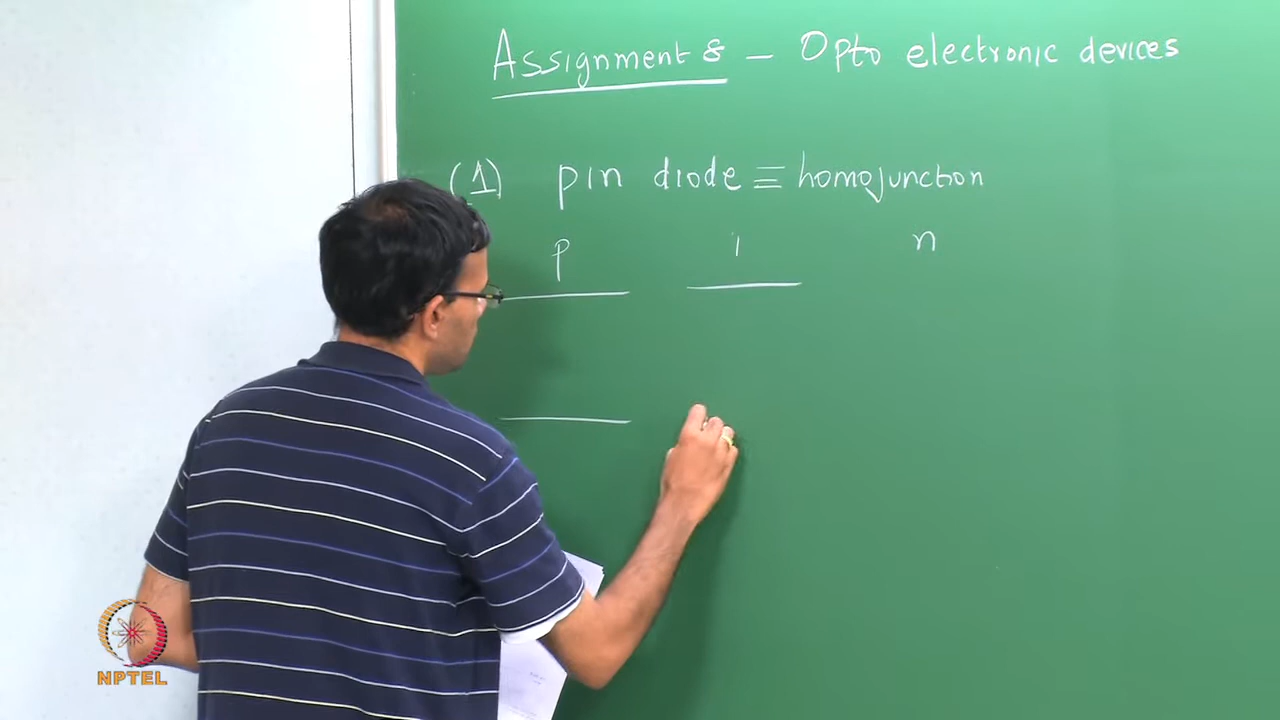 Assignment 8 - Opto electronic devices
(1) pin diode ≡ homojunction
p i n
NPTEL